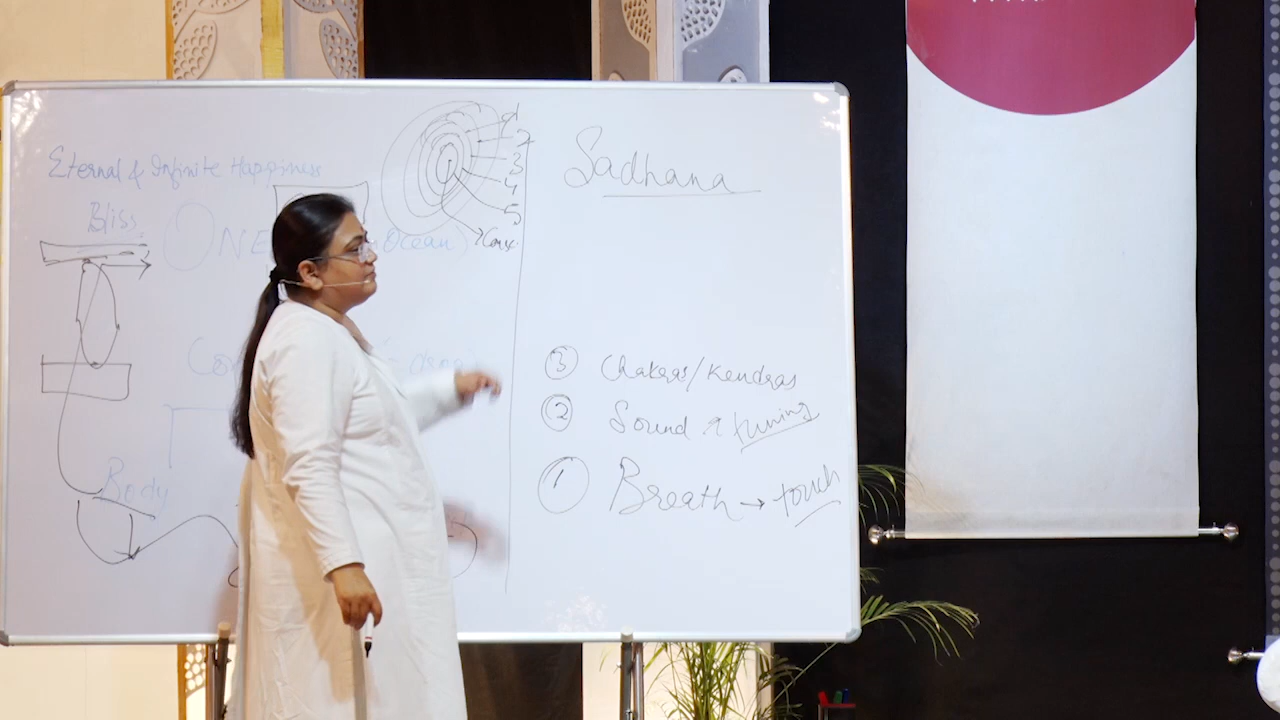 Eternal & Infinite Happiness
Bliss
ONE
Ocean)
Body
1
2
3
4
5
Sadhana
③ Chakras/Kendras
② Sound → tuning
① Breath → touch